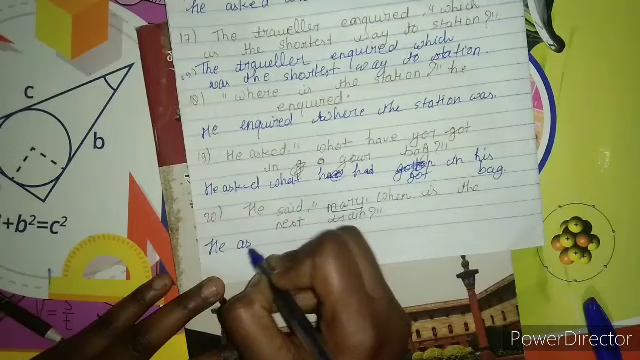 he asked
17) The traveller enquired, "which
is the shortest way to station?".
The traveller enquired which
was the shortest way to station.
18) "Where is the station?" he
enquired.
He enquired where the station was.
19) He asked "What have you got
in your bag?"
He asked what had got in his
bag.
20) He said, "Mary, When is the
next train?"
He as
c
b
+b²=c²
PowerDirector